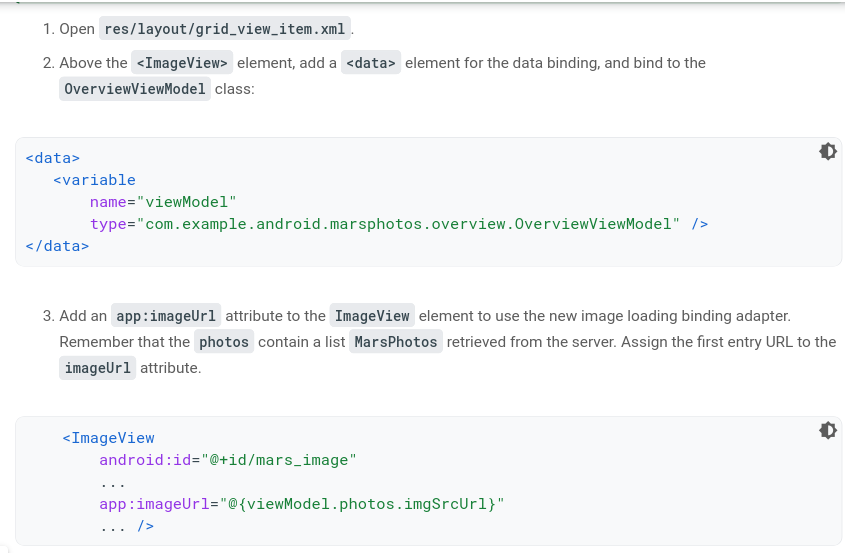 1. Open res/layout/grid_view_item.xml.
2. Above the <ImageView> element, add a <data> element for the data binding, and bind to the
OverviewViewModel class:
<data>
   <variable
       name="viewModel"
       type="com.example.android.marsphotos.overview.OverviewViewModel" />
</data>
3. Add an app:imageUrl attribute to the ImageView element to use the new image loading binding adapter.
Remember that the photos contain a list MarsPhotos retrieved from the server. Assign the first entry URL to the
imageUrl attribute.
    <ImageView
        android:id="@+id/mars_image"
        ...
        app:imageUrl="@{viewModel.photos.imgSrcUrl}"
        ... />